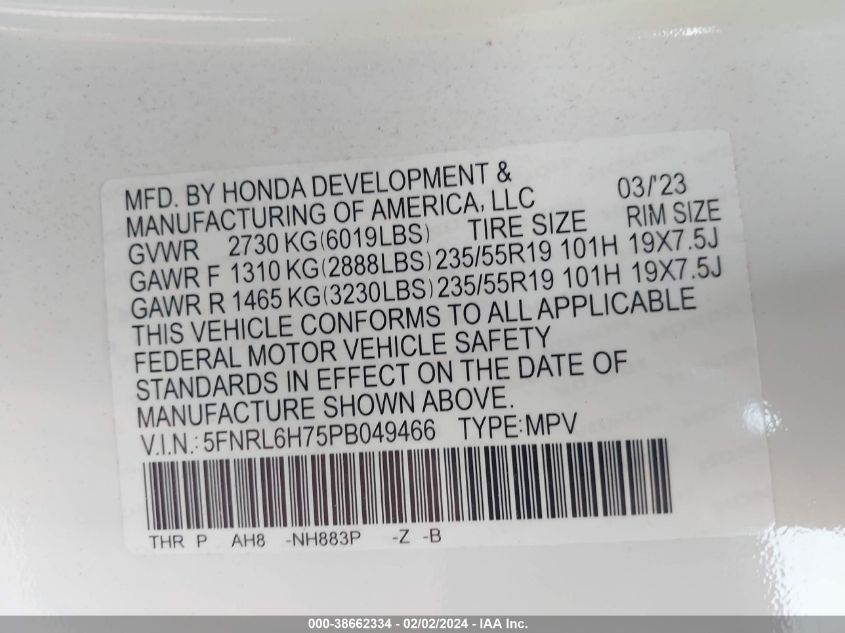 MFD. BY HONDA DEVELOPMENT &
MANUFACTURING OF AMERICA, LLC 03/'23
GVWR 2730 KG(6019LBS) TIRE SIZE RIM SIZE
GAWR F 1310 KG(2888LBS) 235/55R19 101H 19X7.5J
GAWR R 1465 KG(3230LBS) 235/55R19 101H 19X7.5J
THIS VEHICLE CONFORMS TO ALL APPLICABLE
FEDERAL MOTOR VEHICLE SAFETY
STANDARDS IN EFFECT ON THE DATE OF
MANUFACTURE SHOWN ABOVE.
V.I.N.: 5FNRL6H75PB049466 TYPE:MPV
THR P AH8 -NH883P -Z -B
000-38662334 - 02/02/2024 - IAA Inc.